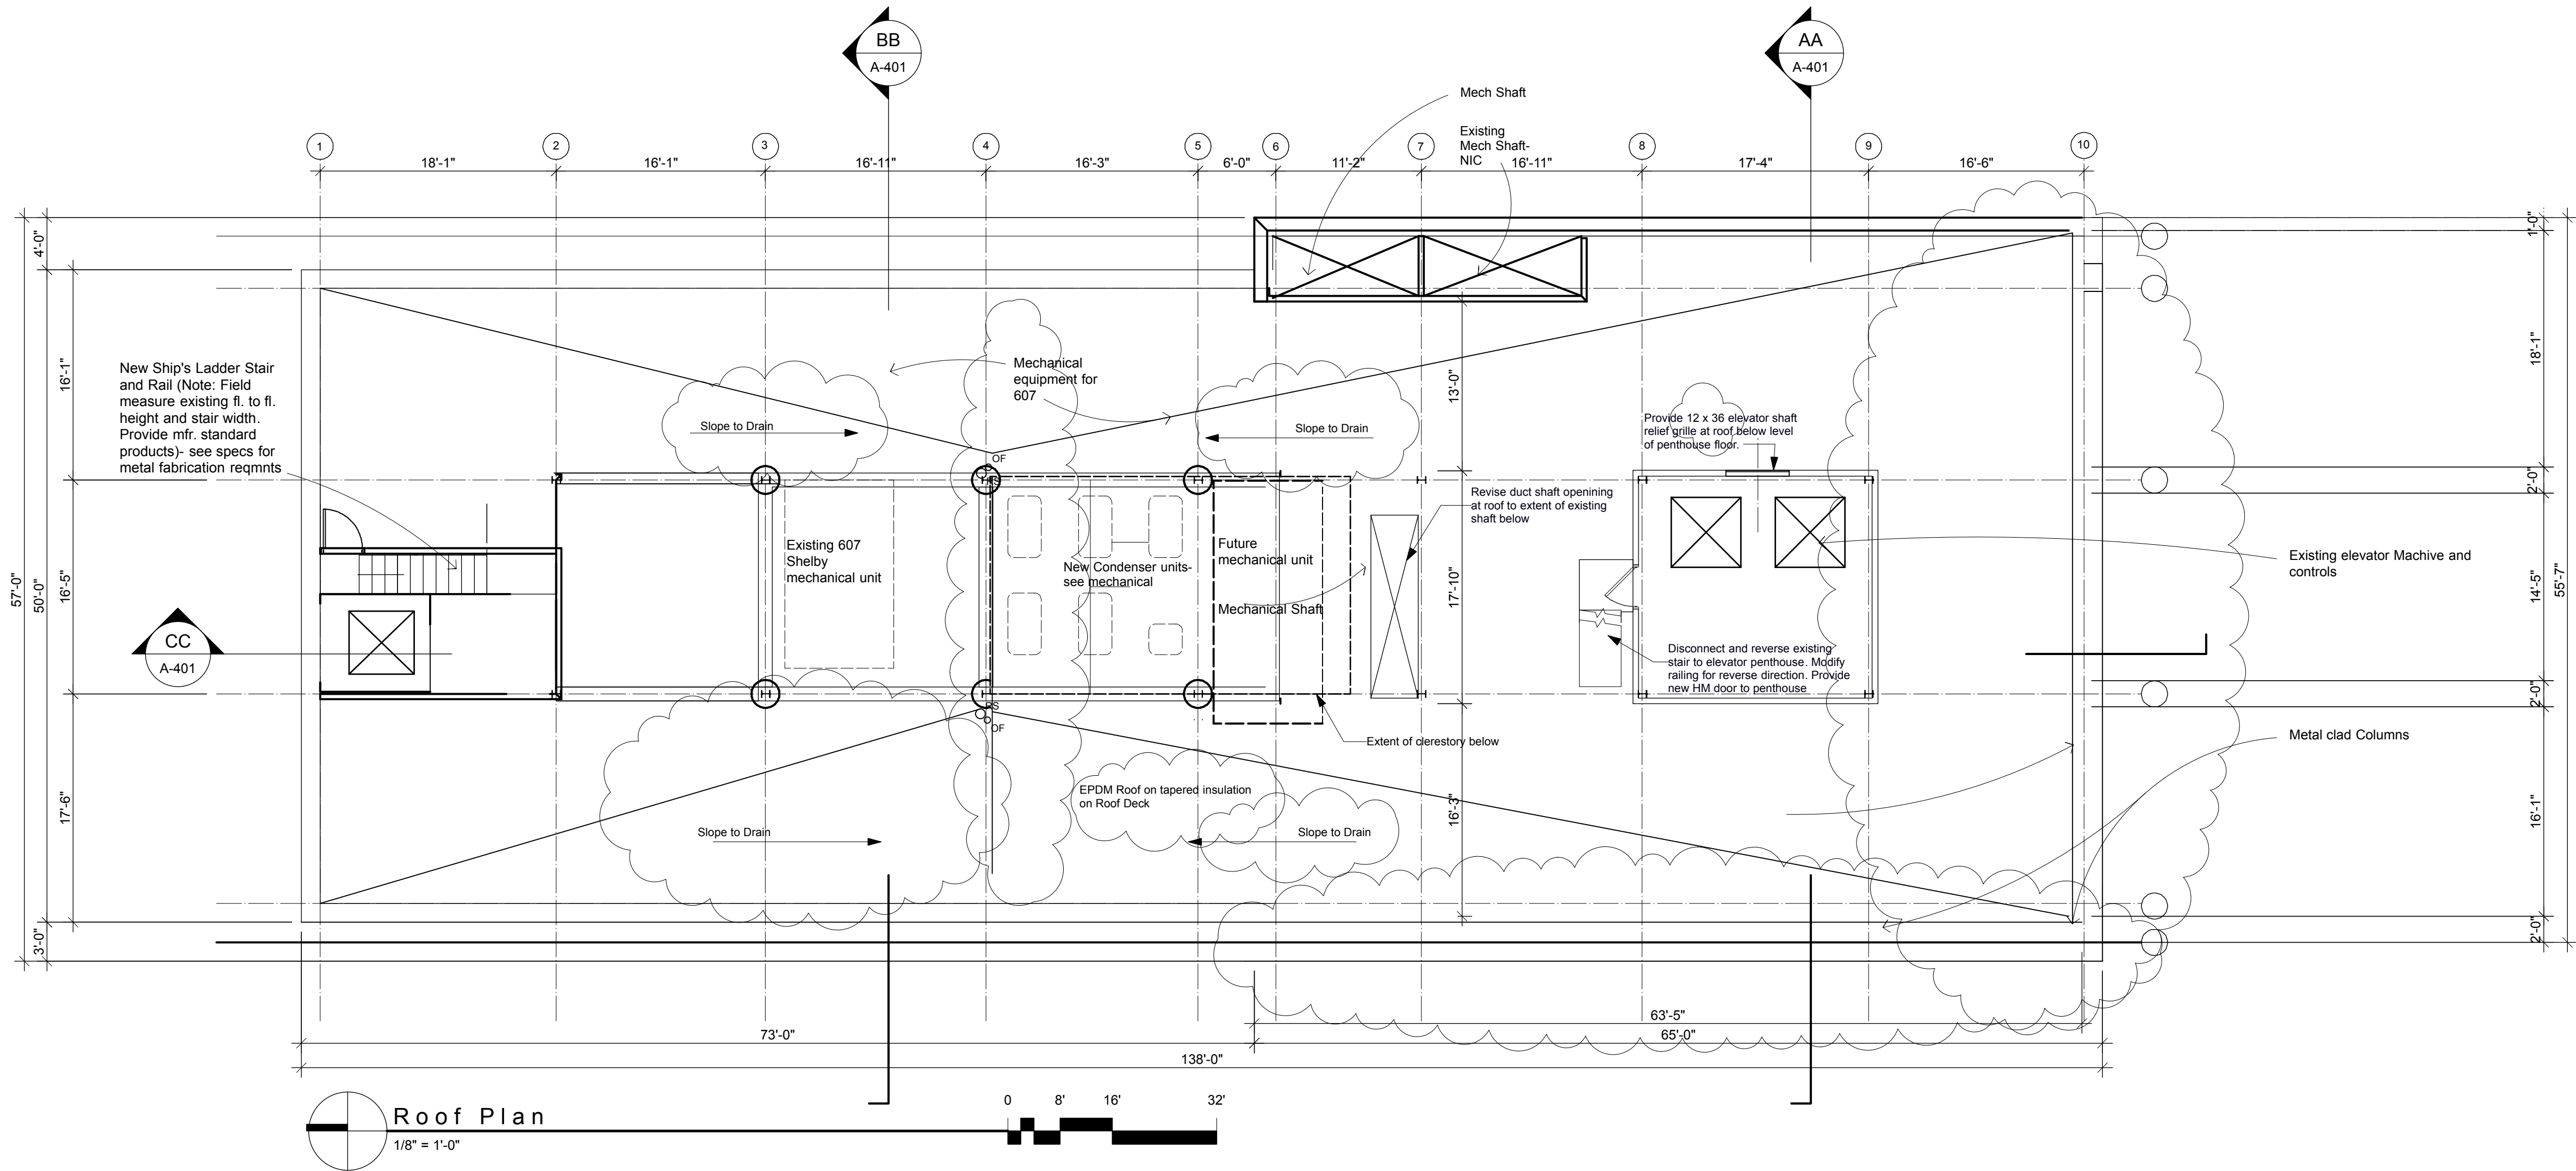 BB
A-401
AA
A-401
Mech Shaft
Existing
Mech Shaft-
NIC
1
2
3
4
5
6
7
8
9
10
18'-1"
16'-1"
16'-11"
16'-3"
6'-0"
11'-2"
16'-11"
17'-4"
16'-6"
4'-0"
1'-0"
57'-0"
50'-0"
16'-1"
16'-5"
17'-6"
3'-0"
New Ship's Ladder Stair
and Rail (Note: Field
measure existing fl. to fl.
height and stair width.
Provide mfr. standard
products)- see specs for
metal fabrication reqmnts
Mechanical
equipment for
607
13'-0"
18'-1"
Slope to Drain
Slope to Drain
Provide 12 x 36 elevator shaft
relief grille at roof below level
of penthouse floor.
OF
2'-0"
Revise duct shaft openining
at roof to extent of existing
shaft below
Existing 607
Shelby
mechanical unit
New Condenser units-
see mechanical
Future
mechanical unit
Mechanical Shaft
17'-10"
Existing elevator Machive and
controls
14'-5"
55'-7"
CC
A-401
Disconnect and reverse existing
stair to elevator penthouse. Modify
railing for reverse direction. Provide
new HM door to penthouse
2'-0"
RS
OF
Extent of clerestory below
Metal clad Columns
EPDM Roof on tapered insulation
on Roof Deck
16'-3"
16'-1"
Slope to Drain
Slope to Drain
2'-0"
63'-5"
73'-0"
65'-0"
138'-0"
Roof Plan
1/8" = 1'-0"
0
8'
16'
32'